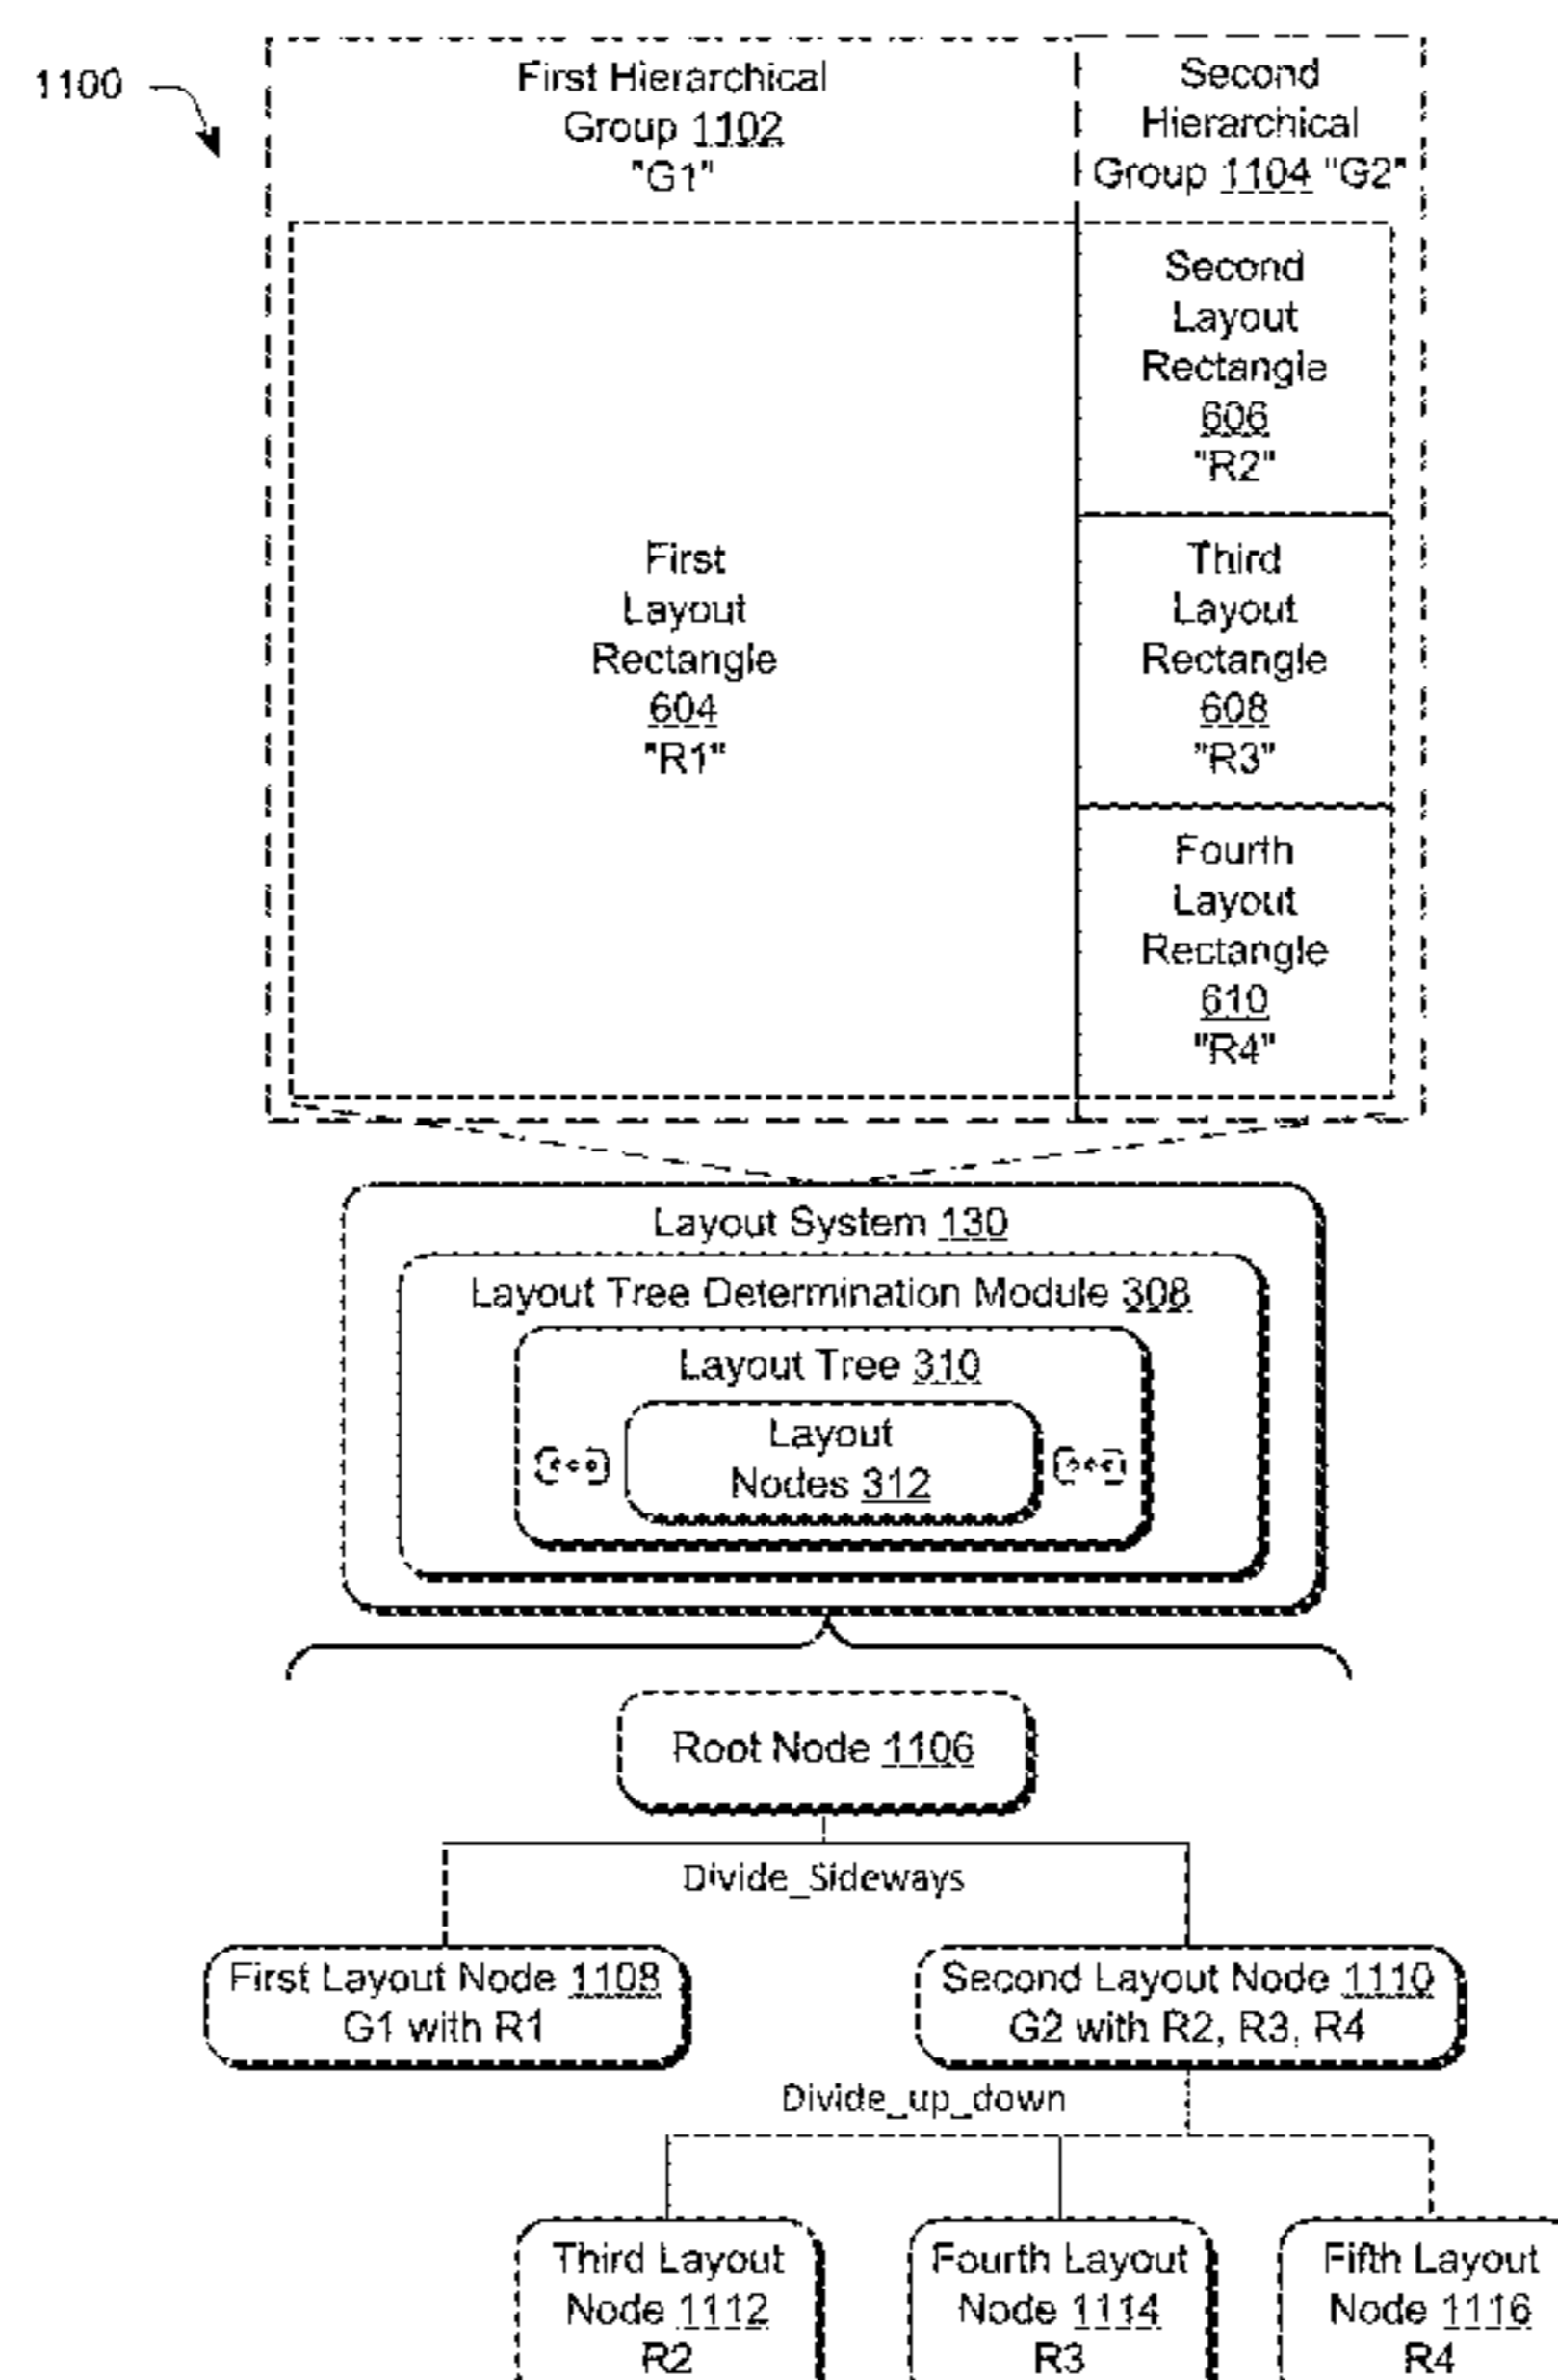 1100
First Hierarchical
Group 1102
"G1"
Second
Hierarchical
Group 1104 "G2"
First
Layout
Rectangle
604
"R1"
Second
Layout
Rectangle
606
"R2"
Third
Layout
Rectangle
608
"R3"
Fourth
Layout
Rectangle
610
"R4"
Layout System 130
Layout Tree Determination Module 308
Layout Tree 310
Layout
Nodes 312
Root Node 1106
Divide_Sideways
First Layout Node 1108
G1 with R1
Second Layout Node 1110
G2 with R2, R3, R4
Divide_up_down
Third Layout
Node 1112
R2
Fourth Layout
Node 1114
R3
Fifth Layout
Node 1116
R4